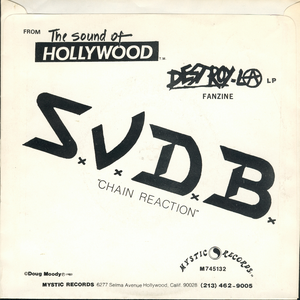 FROM The Sound of
HOLLYWOOD
DESTROY-LA LP
FANZINE
S.V.D.B.
"CHAIN REACTION"
MYSTIC RECORDS
M745132
©Doug Moody℗
MYSTIC RECORDS 6277 Selma Avenue Hollywood, Calif. 90028 (213) 462-9005